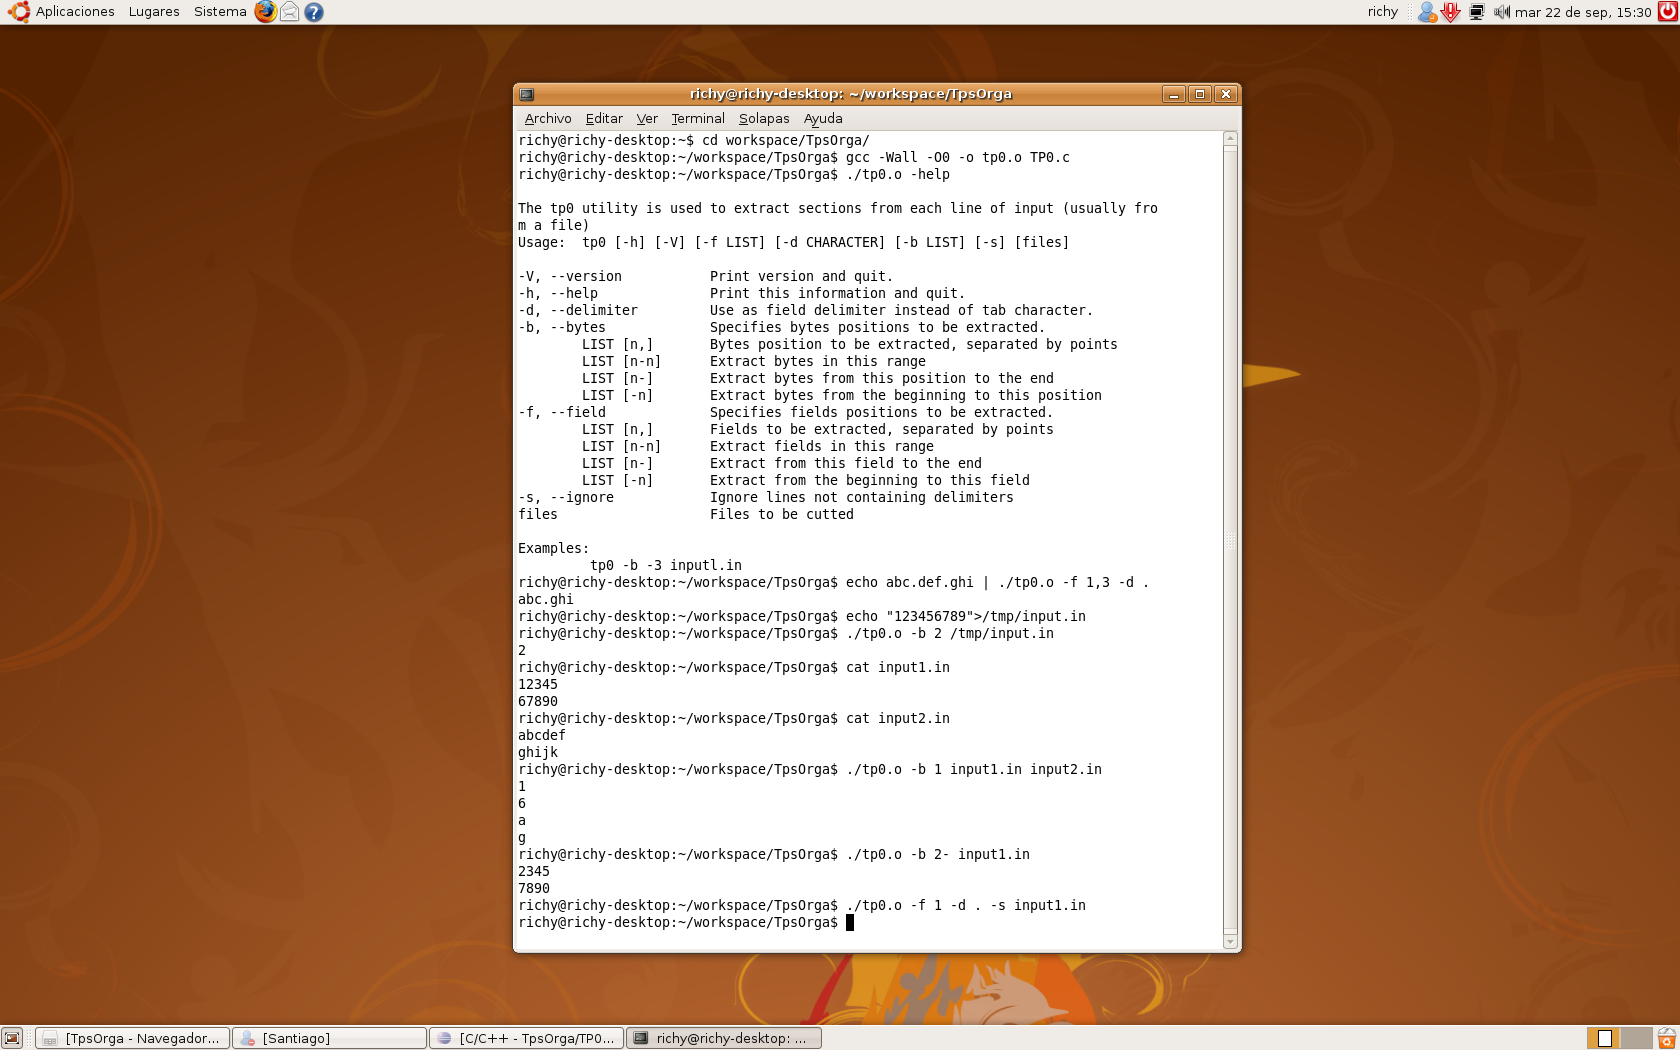 Aplicaciones Lugares Sistema
richy mar 22 de sep, 15:30
richy@richy-desktop: ~/workspace/TpsOrga
Archivo Editar Ver Terminal Solapas Ayuda
richy@richy-desktop:~$ cd workspace/TpsOrga/
richy@richy-desktop:~/workspace/TpsOrga$ gcc -Wall -O0 -o tp0.o TP0.c
richy@richy-desktop:~/workspace/TpsOrga$ ./tp0.o -help
The tp0 utility is used to extract sections from each line of input (usually fro
m a file)
Usage:  tp0 [-h] [-V] [-f LIST] [-d CHARACTER] [-b LIST] [-s] [files]
-V, --version           Print version and quit.
-h, --help              Print this information and quit.
-d, --delimiter         Use as field delimiter instead of tab character.
-b, --bytes             Specifies bytes positions to be extracted.
        LIST [n,]       Bytes position to be extracted, separated by points
        LIST [n-n]      Extract bytes in this range
        LIST [n-]       Extract bytes from this position to the end
        LIST [-n]       Extract bytes from the beginning to this position
-f, --field             Specifies fields positions to be extracted.
        LIST [n,]       Fields to be extracted, separated by points
        LIST [n-n]      Extract fields in this range
        LIST [n-]       Extract from this field to the end
        LIST [-n]       Extract from the beginning to this field
-s, --ignore            Ignore lines not containing delimiters
files                   Files to be cutted
Examples:
         tp0 -b -3 input1.in
richy@richy-desktop:~/workspace/TpsOrga$ echo abc.def.ghi | ./tp0.o -f 1,3 -d .
abc.ghi
richy@richy-desktop:~/workspace/TpsOrga$ echo "123456789">/tmp/input.in
richy@richy-desktop:~/workspace/TpsOrga$ ./tp0.o -b 2 /tmp/input.in
2
richy@richy-desktop:~/workspace/TpsOrga$ cat input1.in
12345
67890
richy@richy-desktop:~/workspace/TpsOrga$ cat input2.in
abcdef
ghijk
richy@richy-desktop:~/workspace/TpsOrga$ ./tp0.o -b 1 input1.in input2.in
1
6
a
g
richy@richy-desktop:~/workspace/TpsOrga$ ./tp0.o -b 2- input1.in
2345
7890
richy@richy-desktop:~/workspace/TpsOrga$ ./tp0.o -f 1 -d . -s input1.in
richy@richy-desktop:~/workspace/TpsOrga$
[TpsOrga - Navegador... [Santiago] [C/C++ - TpsOrga/TP0... richy@richy-desktop: ...